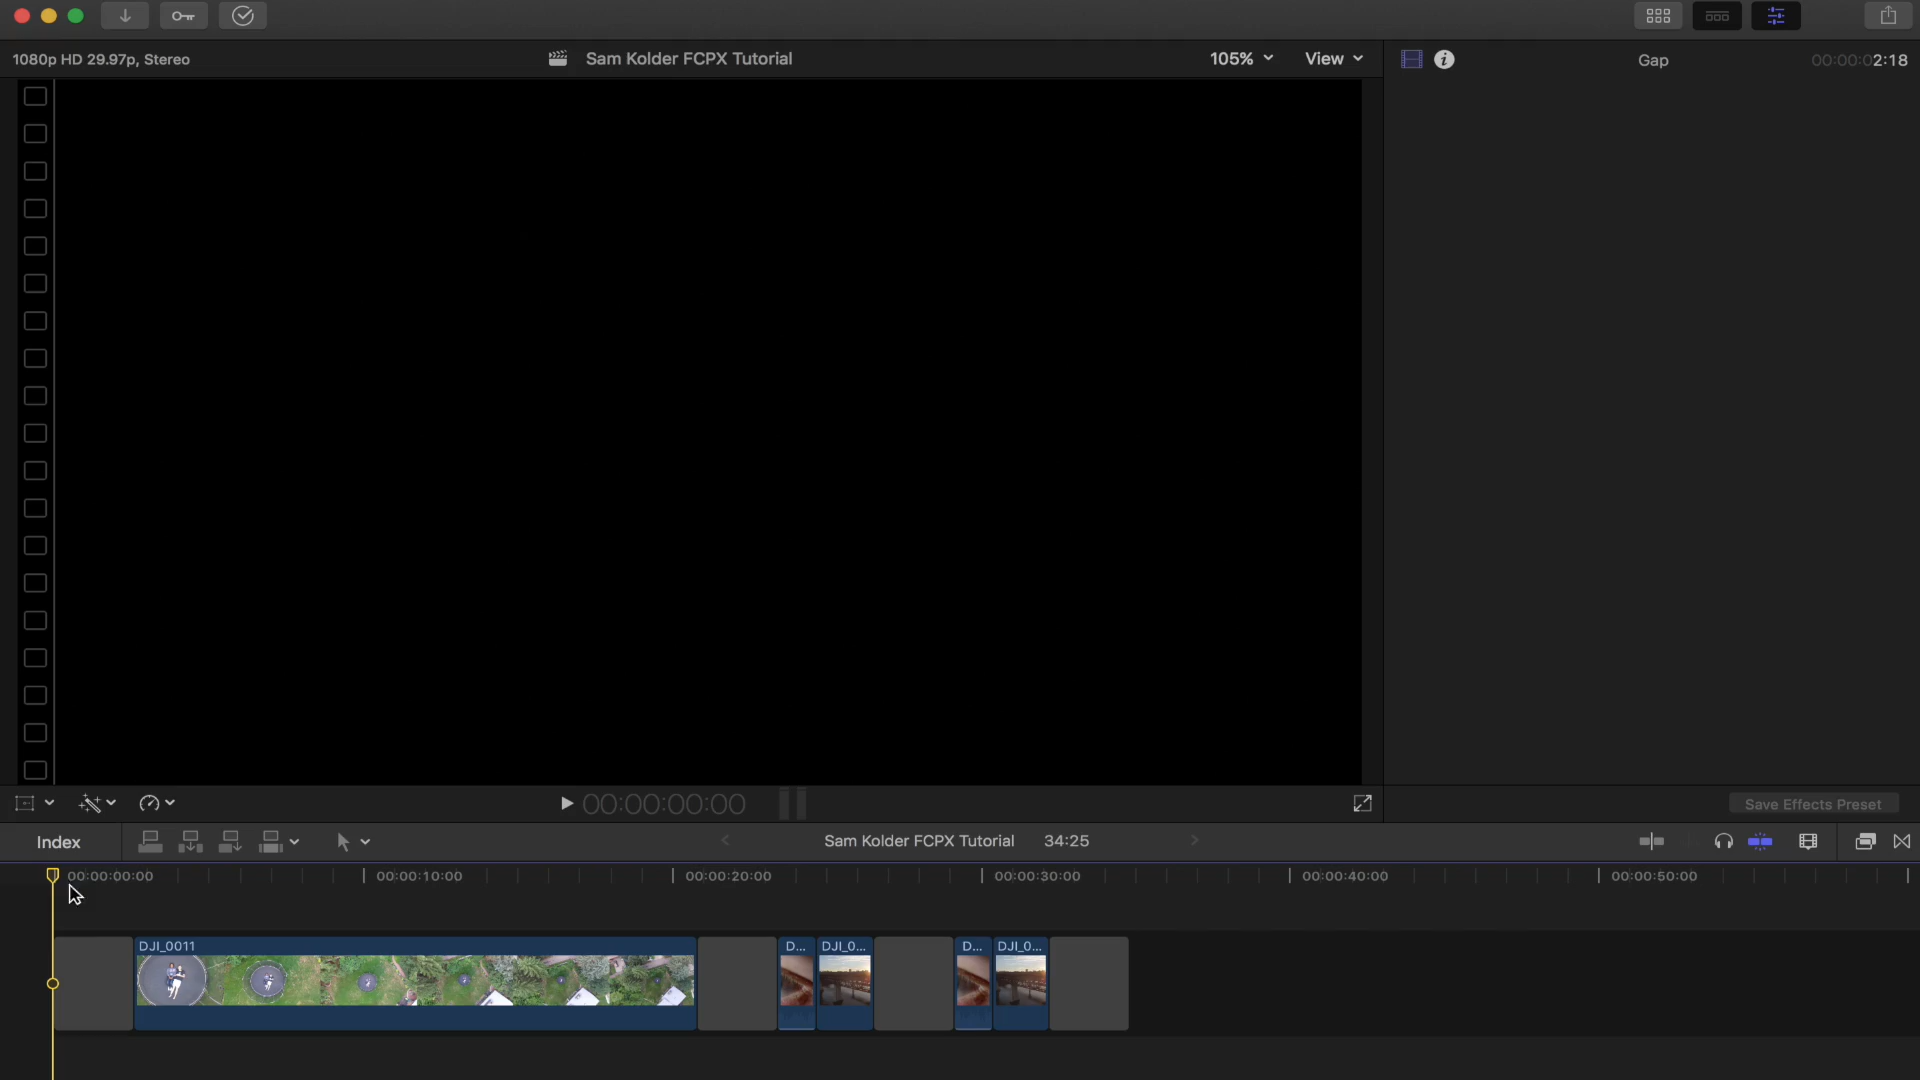 1080p HD 29.97p, Stereo
Sam Kolder FCPX Tutorial
105%
View
Gap
00:00:02:18
00:00:00:00
Save Effects Preset
Index
Sam Kolder FCPX Tutorial
34:25
00:00:00:00
00:00:10:00
00:00:20:00
00:00:30:00
00:00:40:00
00:00:50:00
DJI_0011
D...
DJI_0...
D...
DJI_0...